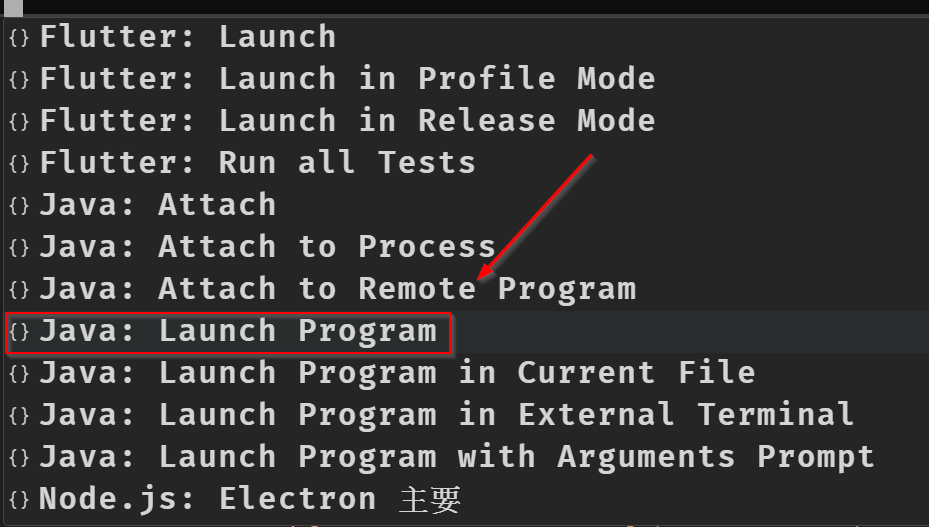 {} Flutter: Launch
{} Flutter: Launch in Profile Mode
{} Flutter: Launch in Release Mode
{} Flutter: Run all Tests
{} Java: Attach
{} Java: Attach to Process
{} Java: Attach to Remote Program
{} Java: Launch Program
{} Java: Launch Program in Current File
{} Java: Launch Program in External Terminal
{} Java: Launch Program with Arguments Prompt
{} Node.js: Electron 主要